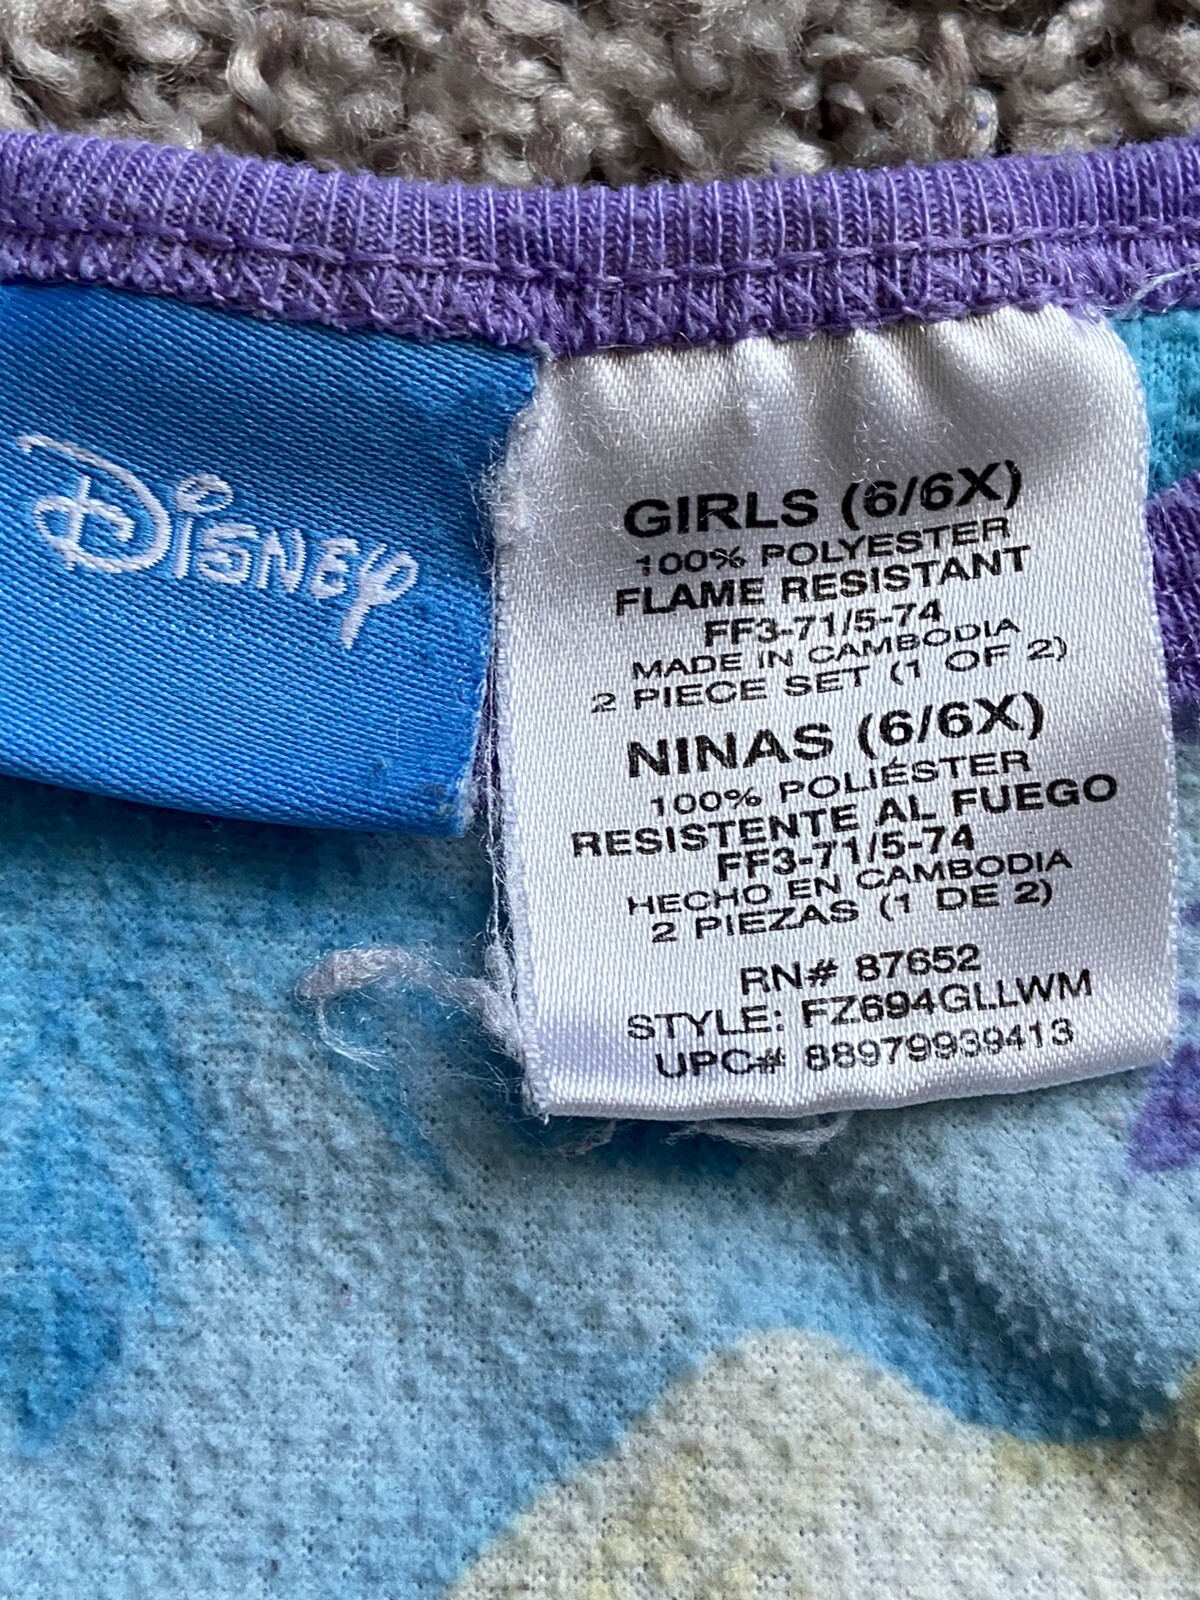 Disney
GIRLS (6/6X)
100% POLYESTER
FLAME RESISTANT
FF3-71/5-74
MADE IN CAMBODIA
2 PIECE SET (1 OF 2)
NINAS (6/6X)
100% POLIÉSTER
RESISTENTE AL FUEGO
FF3-71/5-74
HECHO EN CAMBODIA
2 PIEZAS (1 DE 2)
RN# 87652
STYLE: FZ694GLLWM
UPC# 88979939413